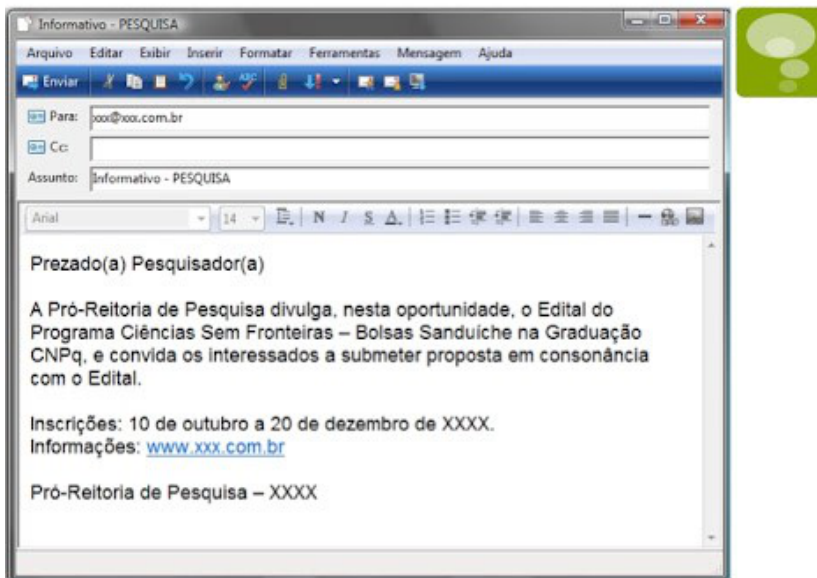 Informativo - PESQUISA
Arquivo Editar Exibir Inserir Formatar Ferramentas Mensagem Ajuda
Enviar ABC
Para: xxx@xxx.com.br
Cc:
Assunto: Informativo - PESQUISA
Arial 14 N I S A
Prezado(a) Pesquisador(a)
A Pró-Reitoria de Pesquisa divulga, nesta oportunidade, o Edital do
Programa Ciências Sem Fronteiras – Bolsas Sanduíche na Graduação
CNPq, e convida os interessados a submeter proposta em consonância
com o Edital.
Inscrições: 10 de outubro a 20 de dezembro de XXXX.
Informações: www.xxx.com.br
Pró-Reitoria de Pesquisa – XXXX